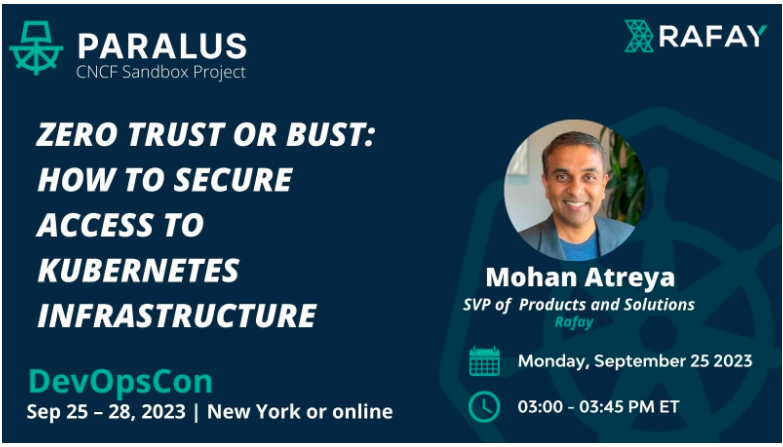 PARALUS
CNCF Sandbox Project
RAFAY
ZERO TRUST OR BUST:
HOW TO SECURE
ACCESS TO
KUBERNETES
INFRASTRUCTURE
Mohan Atreya
SVP of Products and Solutions
Rafay
Monday, September 25 2023
03:00 - 03:45 PM ET
DevOpsCon
Sep 25 – 28, 2023 | New York or online